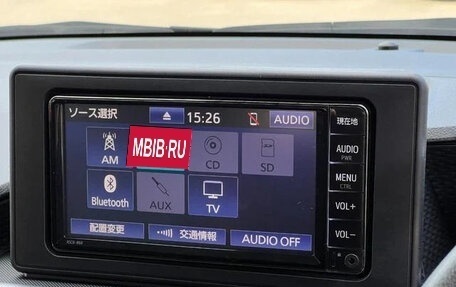 ソース選択
15:26
AUDIO
現在地
AM
MBIB·RU
CD
SD
AUDIO
PWR
MENU
CTRL
Bluetooth
AUX
TV
VOL+
配置変更
交通情報
AUDIO OFF
VOL−